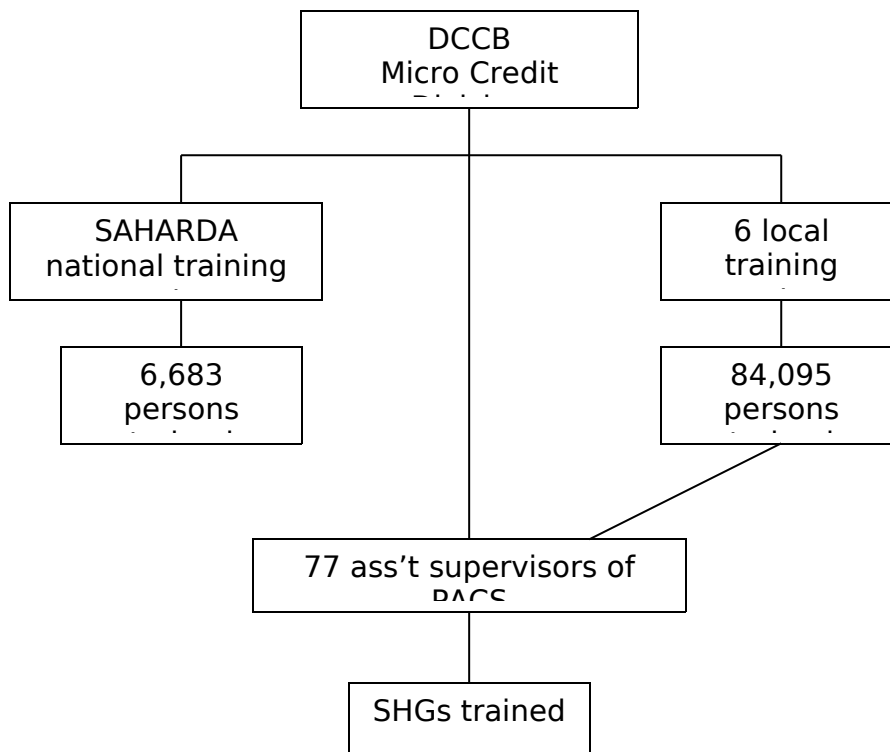 DCCB
Micro Credit
SAHARDA
national training
6 local
training
6,683
persons
84,095
persons
77 ass’t supervisors of
PACS
SHGs trained